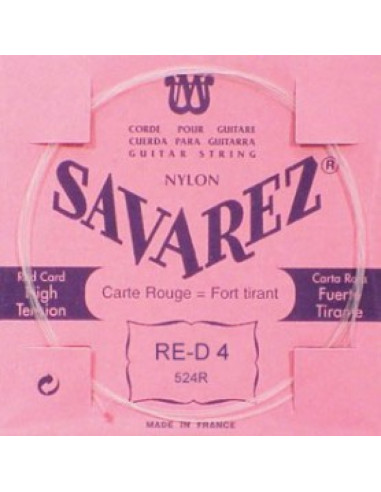 CORDE POUR GUITARE
CUERDA PARA GUITARRA
GUITAR STRING
NYLON
SAVAREZ®
Red Card
High
Tension
Carte Rouge = Fort tirant
Carta Roja
Fuerte
Tirante
RE-D 4
524R
MADE IN FRANCE